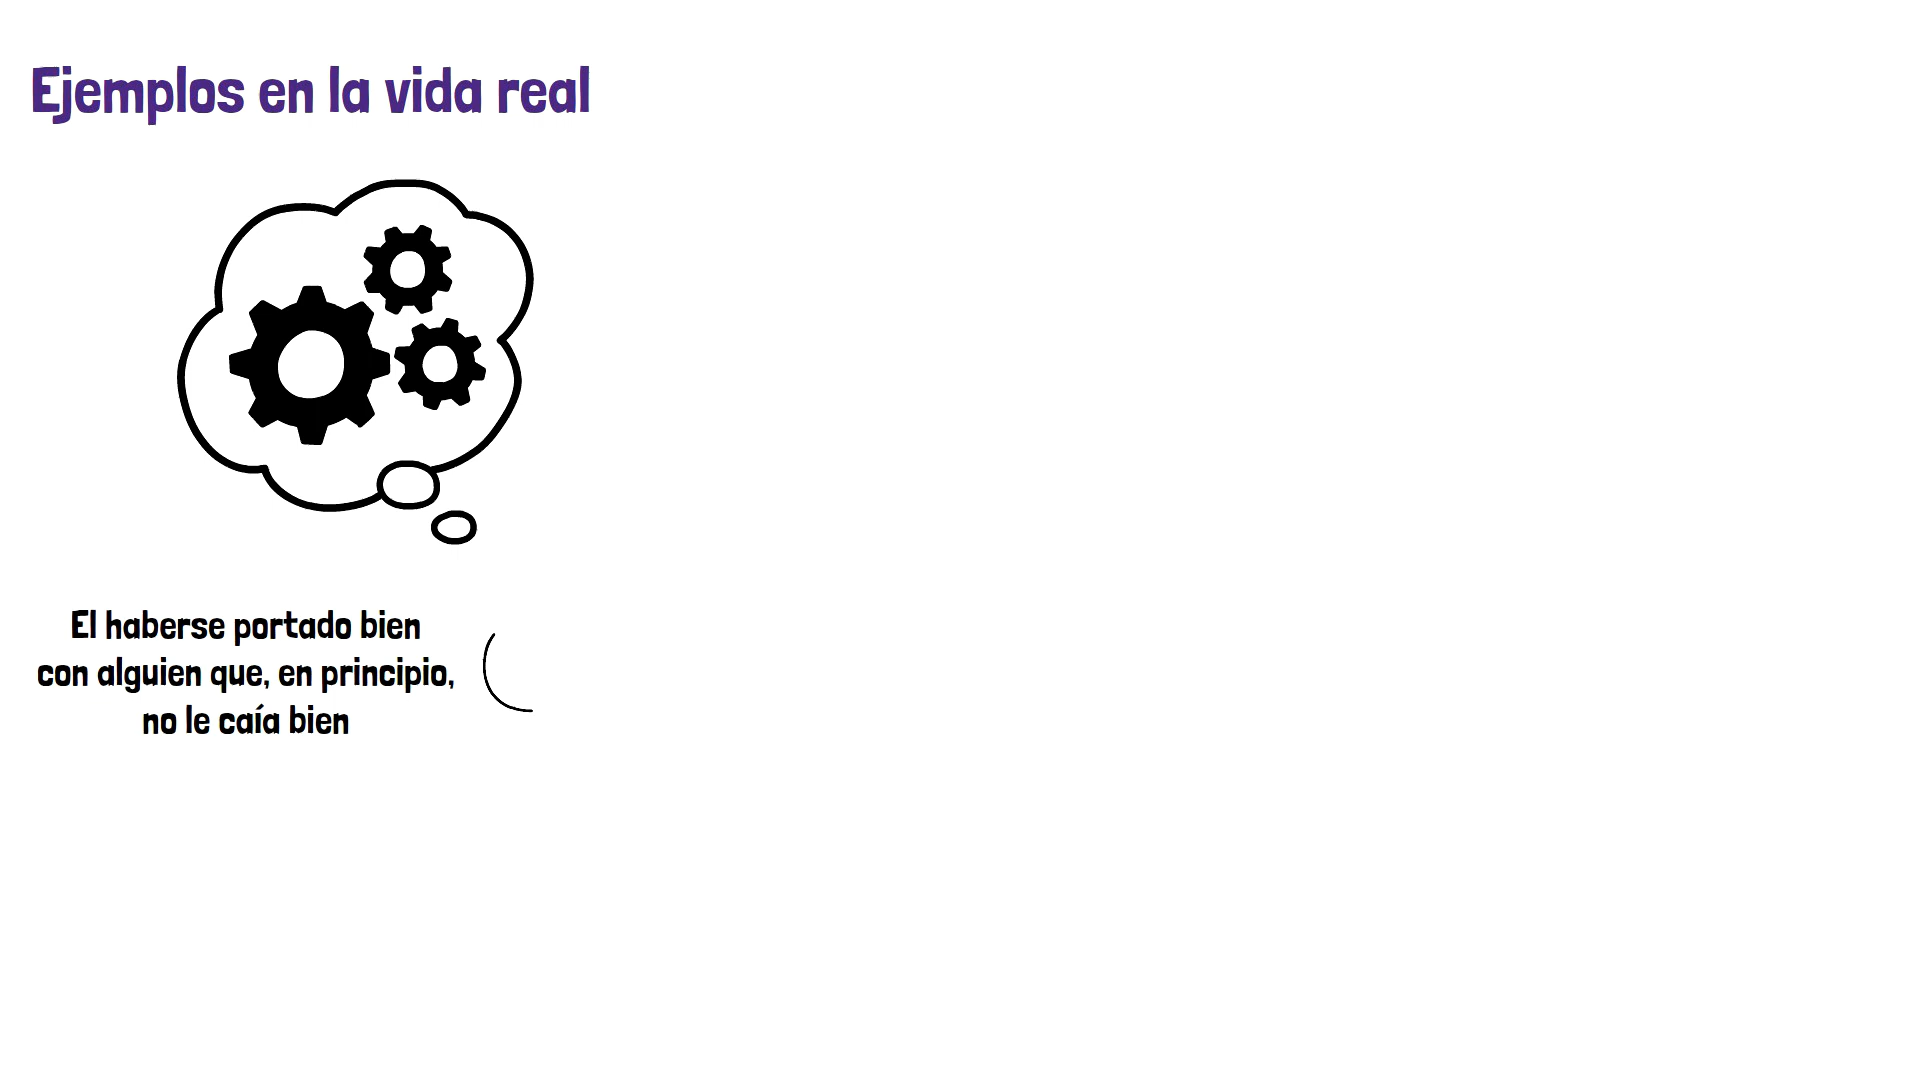 Ejemplos en la vida real
El haberse portado bien
con alguien que, en principio,
no le caía bien